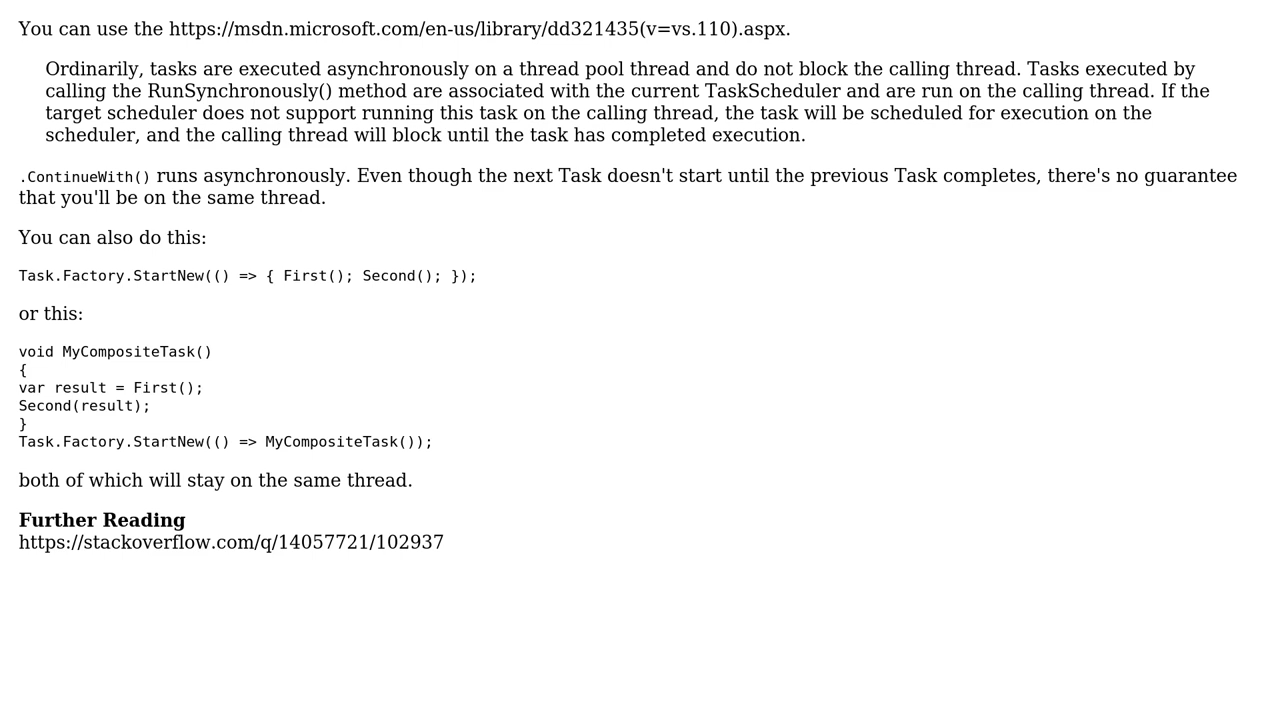 You can use the https://msdn.microsoft.com/en-us/library/dd321435(v=vs.110).aspx.
Ordinarily, tasks are executed asynchronously on a thread pool thread and do not block the calling thread. Tasks executed by
calling the RunSynchronously() method are associated with the current TaskScheduler and are run on the calling thread. If the
target scheduler does not support running this task on the calling thread, the task will be scheduled for execution on the
scheduler, and the calling thread will block until the task has completed execution.
.ContinueWith() runs asynchronously. Even though the next Task doesn't start until the previous Task completes, there's no guarantee
that you'll be on the same thread.
You can also do this:
Task.Factory.StartNew(() => { First(); Second(); });
or this:
void MyCompositeTask()
{
var result = First();
Second(result);
}
Task.Factory.StartNew(() => MyCompositeTask());
both of which will stay on the same thread.
Further Reading
https://stackoverflow.com/q/14057721/102937